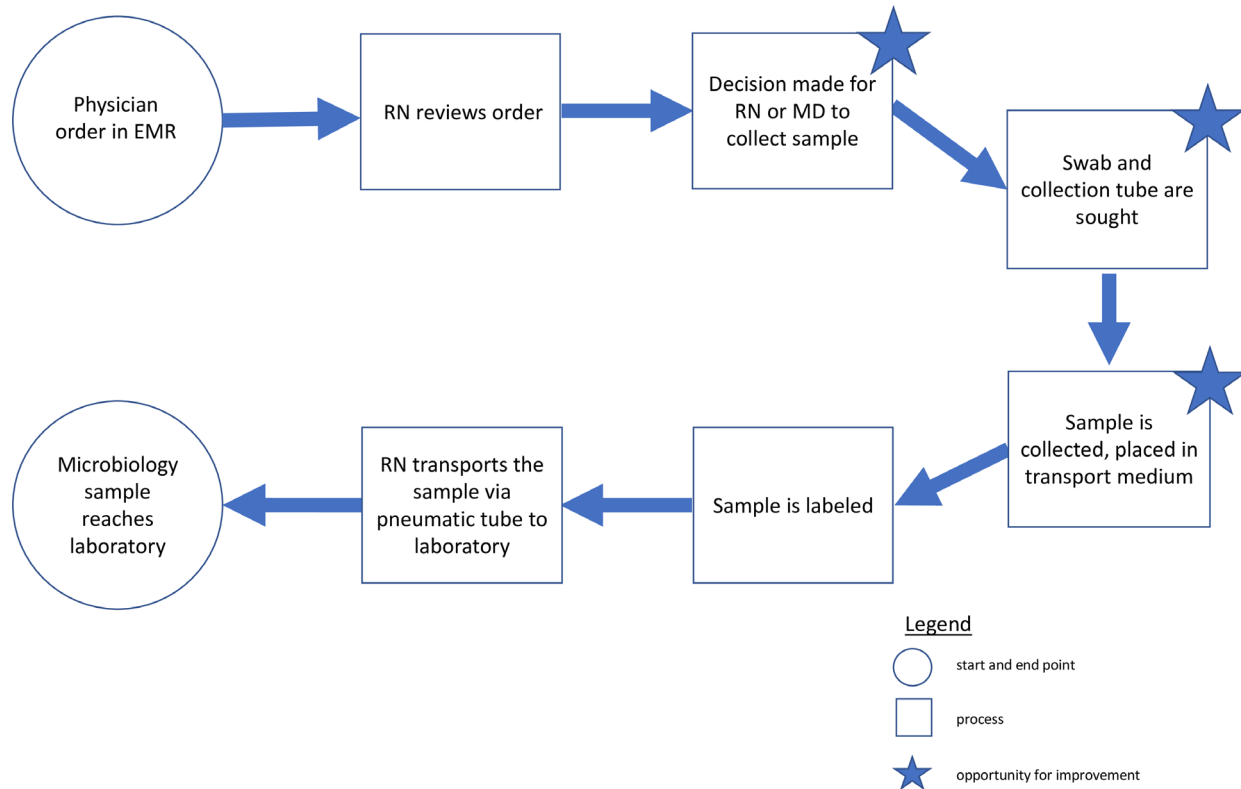 Physician
order in EMR
RN reviews order
Decision made for
RN or MD to
collect sample
Swab and
collection tube are
sought
Sample is
collected, placed in
transport medium
Sample is labeled
RN transports the
sample via
pneumatic tube to
laboratory
Microbiology
sample
reaches
laboratory
Legend
start and end point
process
opportunity for improvement